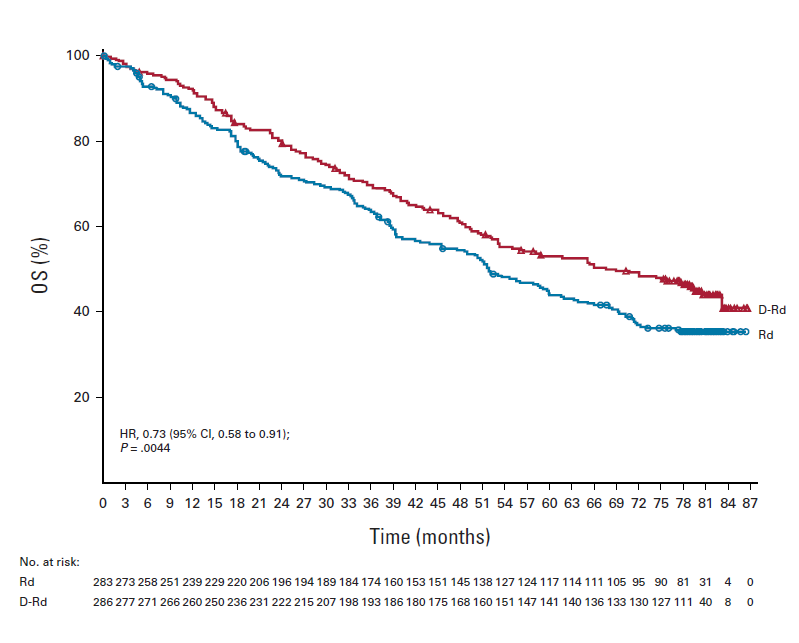 100
80
60
40
20
OS (%)
D-Rd
Rd
HR, 0.73 (95% CI, 0.58 to 0.91);
P = .0044
0 3 6 9 12 15 18 21 24 27 30 33 36 39 42 45 48 51 54 57 60 63 66 69 72 75 78 81 84 87
Time (months)
No. at risk:
Rd 283 273 258 251 239 229 220 206 196 194 189 184 174 160 153 151 145 138 127 124 117 114 111 105 95 90 81 31 4 0
D-Rd 286 277 271 266 260 250 236 231 222 215 207 198 193 186 180 175 168 160 151 147 141 140 136 133 130 127 111 40 8 0